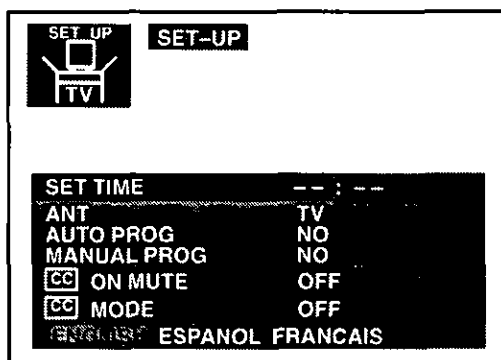 SET UP
TV
SET-UP
SET TIME -- : --
ANT TV
AUTO PROG NO
MANUAL PROG NO
CC ON MUTE OFF
CC MODE OFF
ESPANOL FRANCAIS